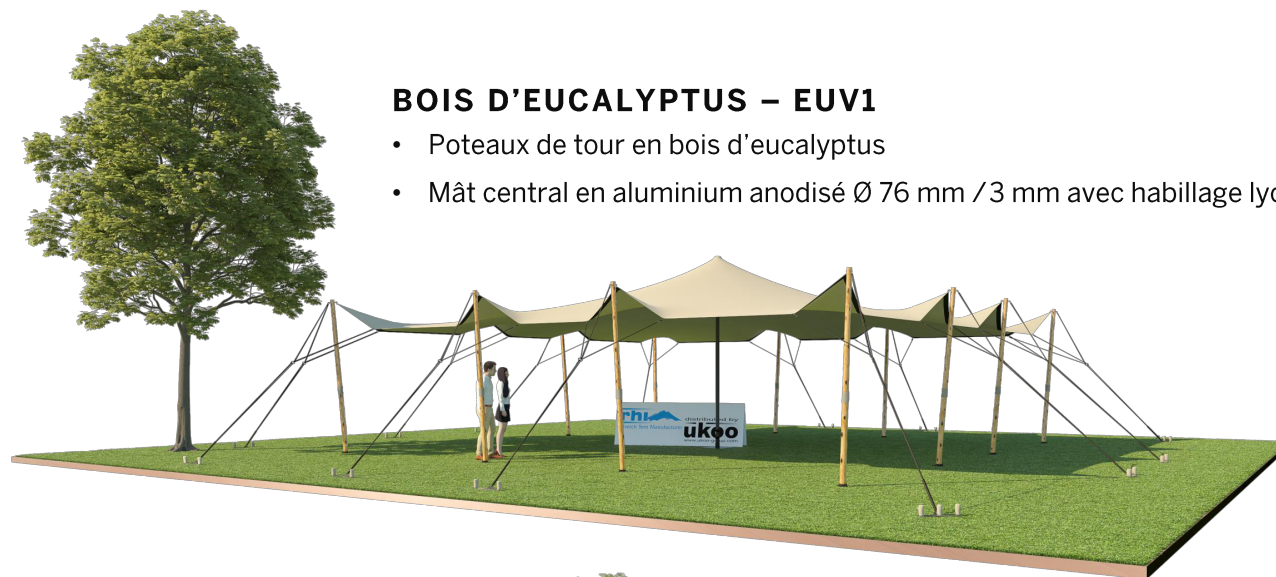 BOIS D’EUCALYPTUS – EUV1
• Poteaux de tour en bois d’eucalyptus
• Mât central en aluminium anodisé Ø 76 mm / 3 mm avec habillage
rhi distributed by
ukoo